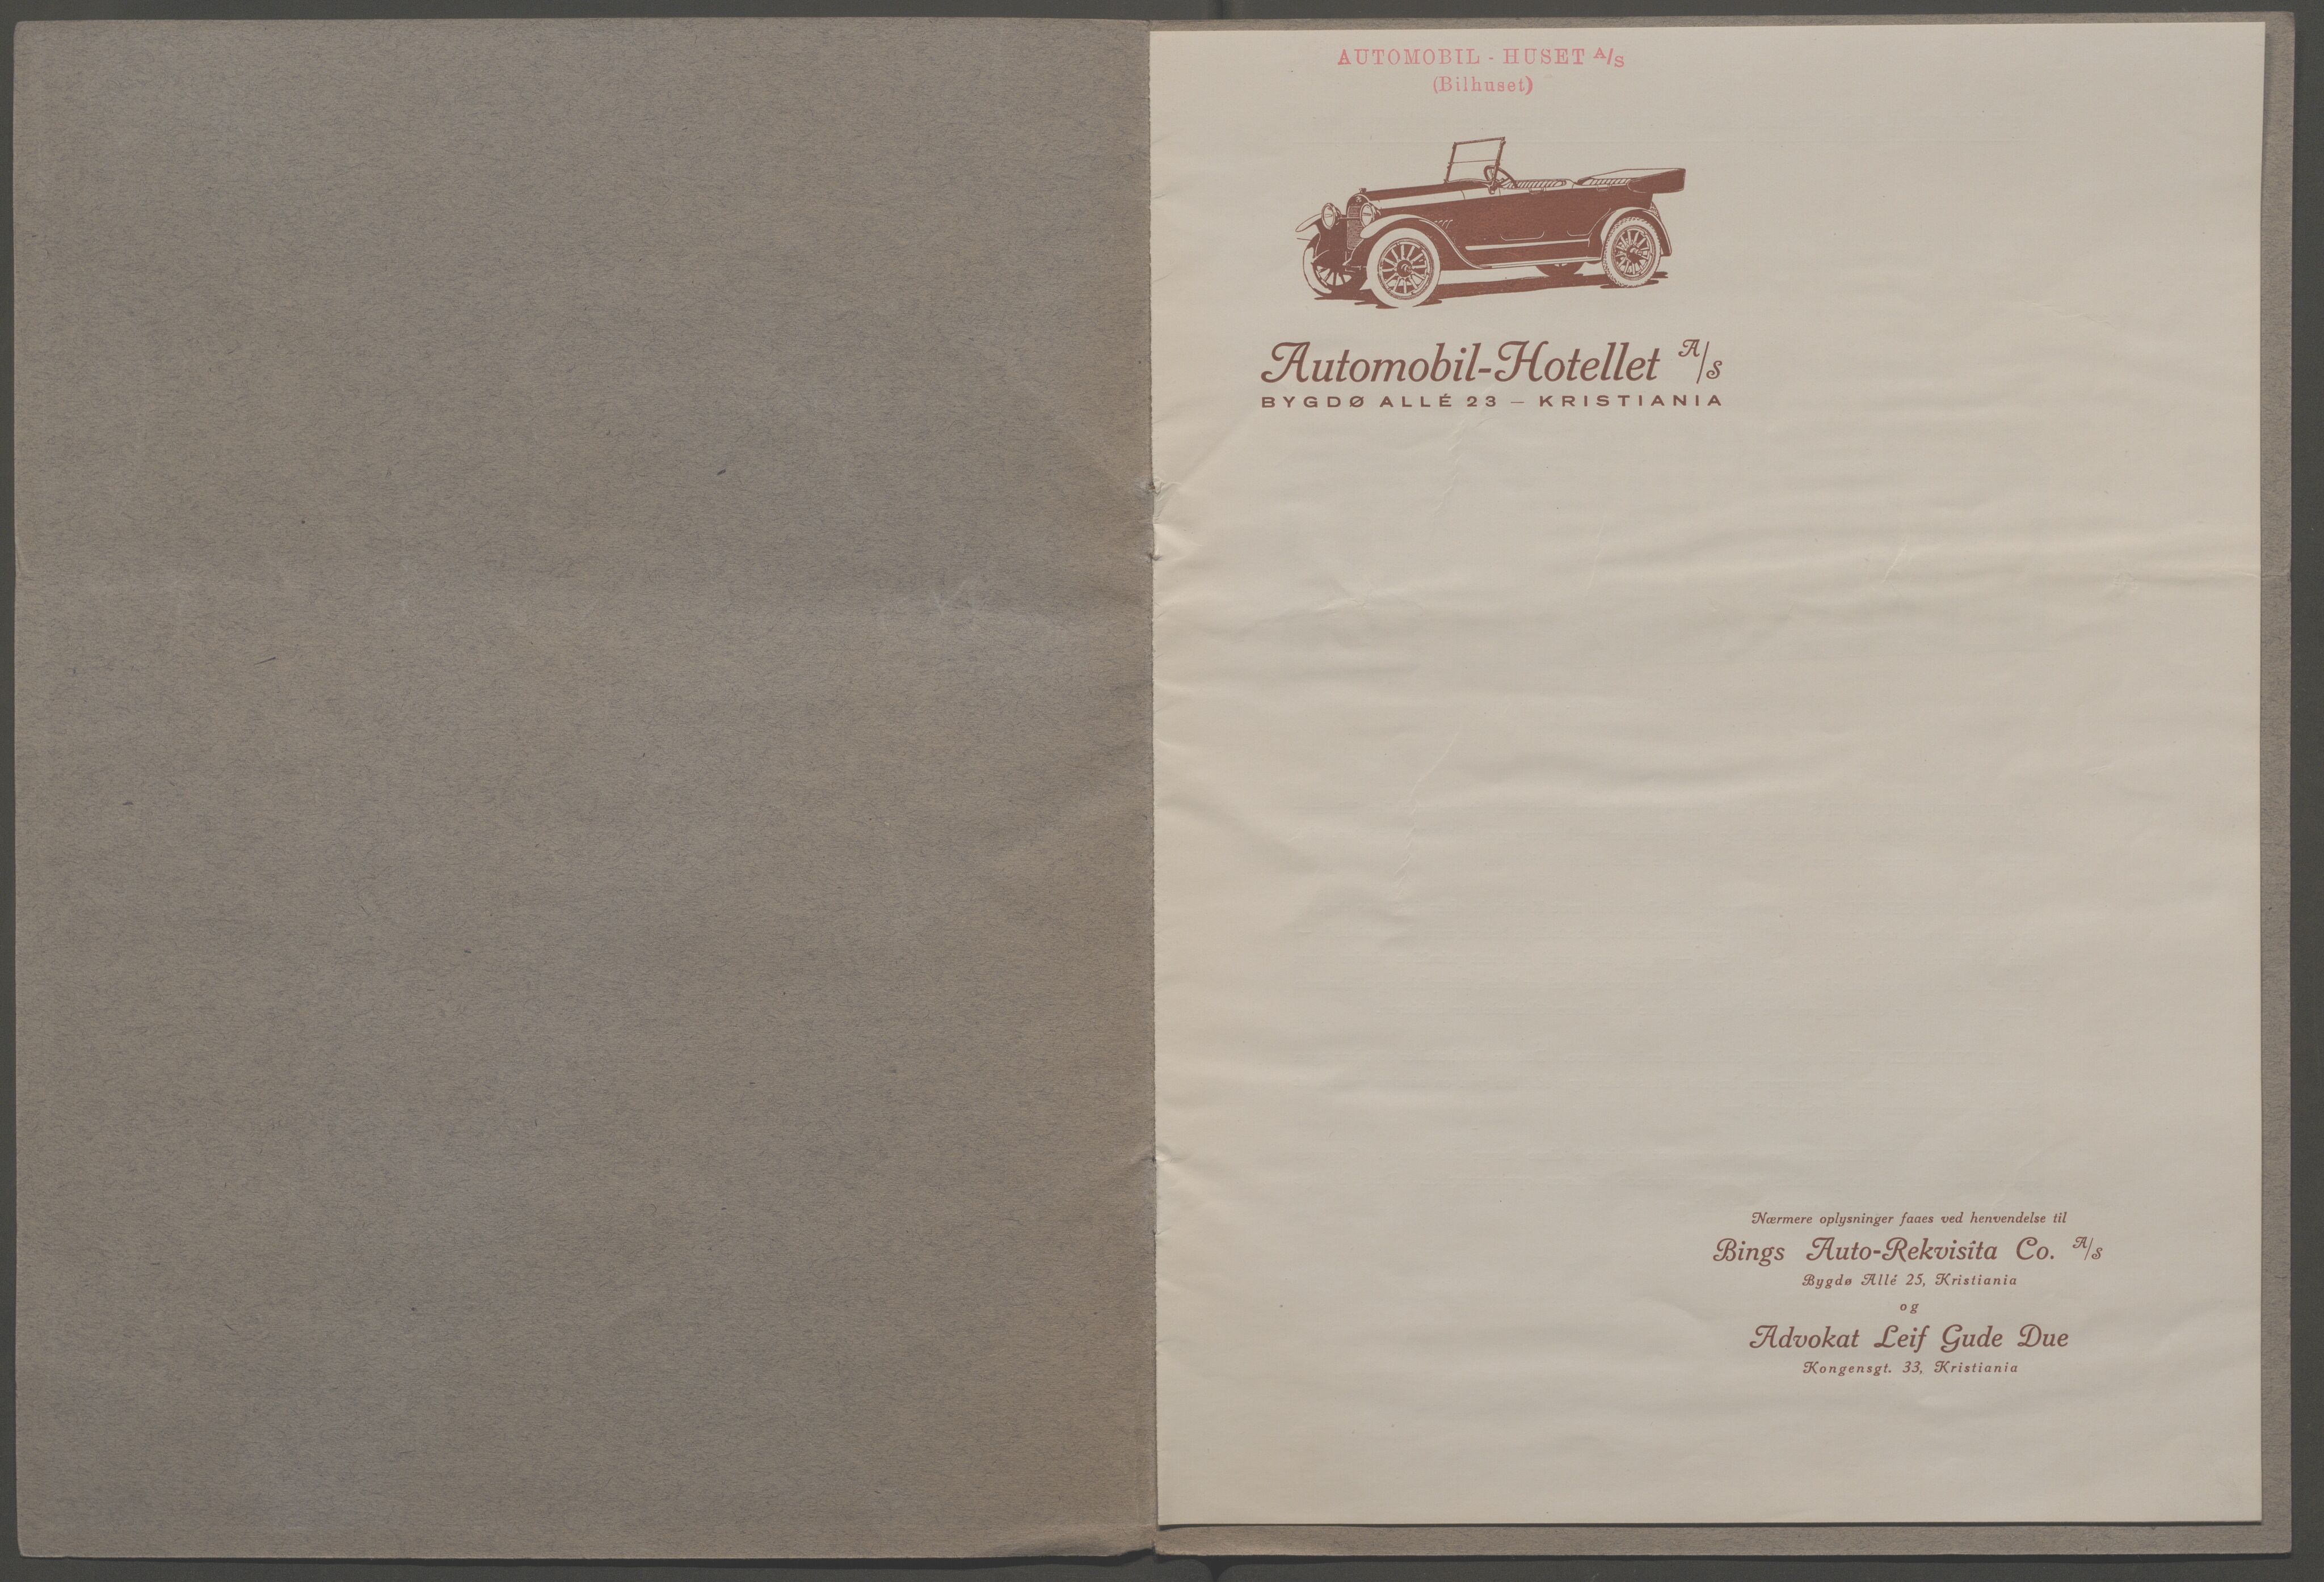 AUTOMOBIL - HUSET A/S
(Bilhuset)
Automobil-Hotellet A/S
BYGDØ ALLÉ 23 — KRISTIANIA
Nærmere oplysninger faaes ved henvendelse til
Bings Auto-Rekvisita Co. A/S
Bygdø Allé 25, Kristiania
og
Advokat Leif Gude Due
Kongensgt. 33, Kristiania